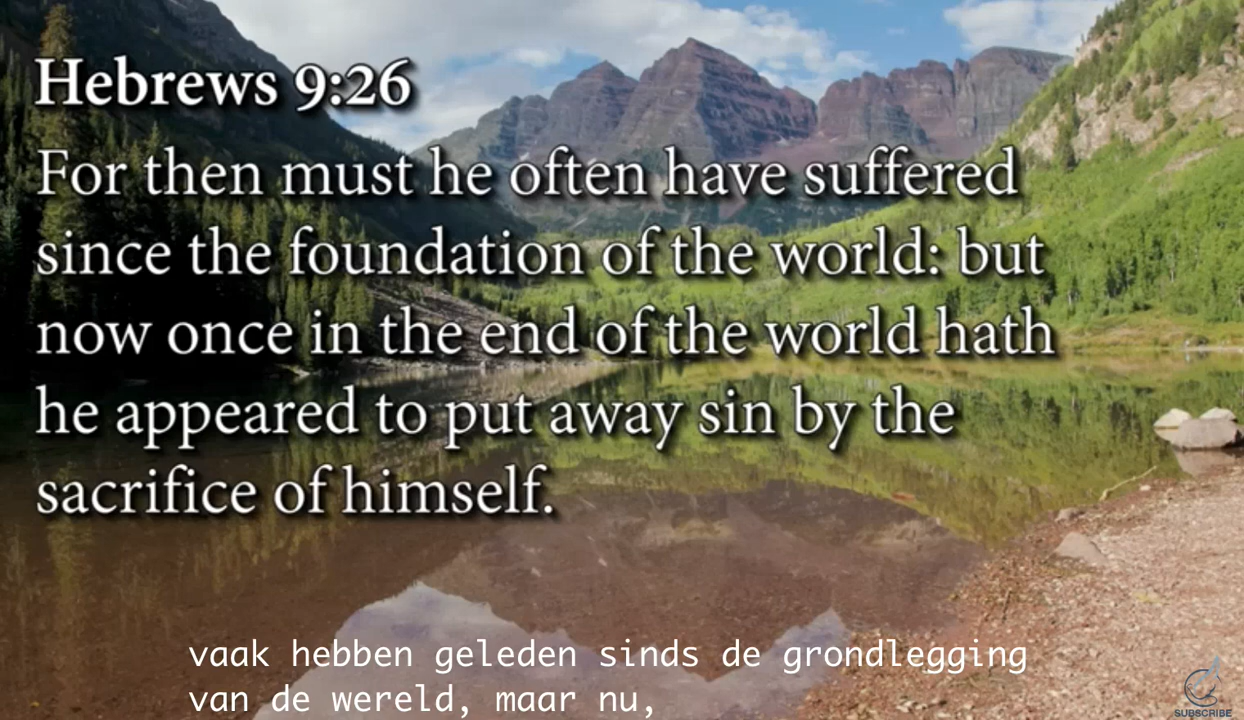 Hebrews 9:26
For then must he often have suffered
since the foundation of the world: but
now once in the end of the world hath
he appeared to put away sin by the
sacrifice of himself.
vaak hebben geleden sinds de grondlegging
van de wereld, maar nu,
SUBSCRIBE